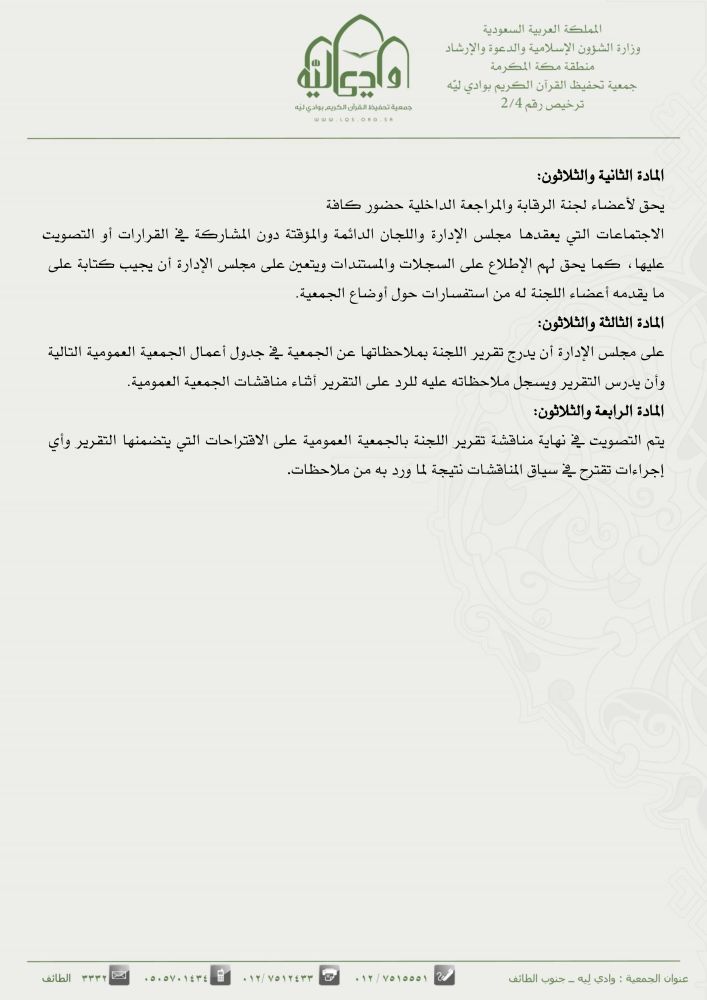 المملكة العربية السعودية
وزارة الشؤون الإسلامية والدعوة والإرشاد
منطقة مكة المكرمة
جمعية تحفيظ القرآن الكريم بوادي ليّه
ترخيص رقم 2/4
وادي ليّه
جمعية تحفيظ القرآن الكريم بوادي ليّه
WWW.LQS.ORG.SA
المادة الثانية والثلاثون:
يحق لأعضاء لجنة الرقابة والمراجعة الداخلية حضور كافة
الاجتماعات التي يعقدها مجلس الإدارة واللجان الدائمة والمؤقتة دون المشاركة في القرارات أو التصويت
عليها، كما يحق لهم الإطلاع على السجلات والمستندات ويتعين على مجلس الإدارة أن يجيب كتابة على
ما يقدمه أعضاء اللجنة له من استفسارات حول أوضاع الجمعية.
المادة الثالثة والثلاثون:
على مجلس الإدارة أن يدرج تقرير اللجنة بملاحظاتها عن الجمعية في جدول أعمال الجمعية العمومية التالية
وأن يدرس التقرير ويسجل ملاحظاته عليه للرد على التقرير أثناء مناقشات الجمعية العمومية.
المادة الرابعة والثلاثون:
يتم التصويت في نهاية مناقشة تقرير اللجنة بالجمعية العمومية على الاقتراحات التي يتضمنها التقرير وأي
إجراءات تقترح في سياق المناقشات نتيجة لما ورد به من ملاحظات.
عنوان الجمعية : وادي ليه – جنوب الطائف ٠١٢ / ٧٥١٥٥٥١ ٠١٢/ ٧٥١٢٤٣٣ ٠٥٠٥٧٠١٤٣٤ ٣٣٣٢ الطائف